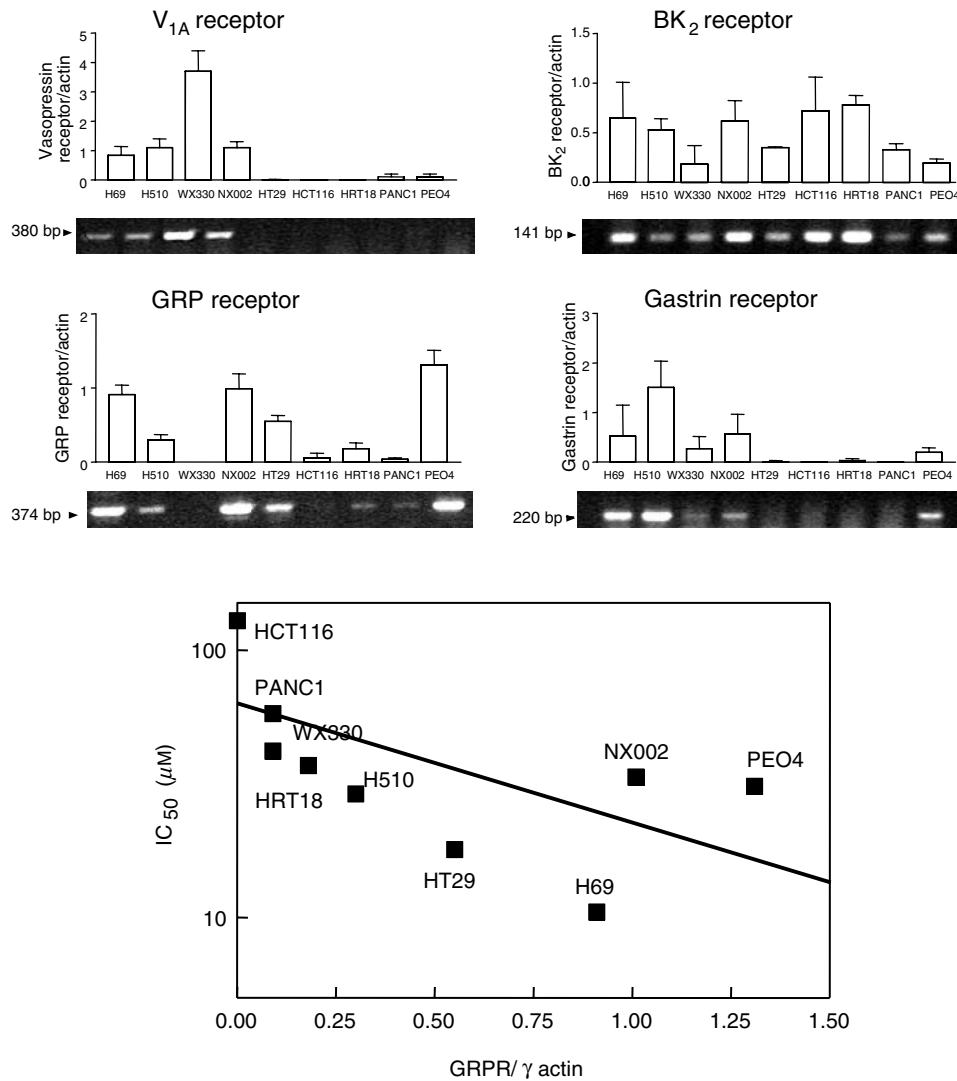 V1A receptor
Vasopressin
receptor/actin
5
4
3
2
1
0
H69 H510 WX330 NX002 HT29 HCT116 HRT18 PANC1 PEO4
380 bp
BK2 receptor
BK2 receptor/actin
1.5
1.0
0.5
0.0
H69 H510 WX330 NX002 HT29 HCT116 HRT18 PANC1 PEO4
141 bp
GRP receptor
GRP receptor/actin
2
1
0
H69 H510 WX330 NX002 HT29 HCT116 HRT18 PANC1 PEO4
374 bp
Gastrin receptor
Gastrin receptor/actin
3
2
1
0
H69 H510 WX330 NX002 HT29 HCT116 HRT18 PANC1 PEO4
220 bp
IC50 (μM)
100
10
HCT116
PANC1
WX330
HRT18
H510
HT29
H69
NX002
PEO4
0.00 0.25 0.50 0.75 1.00 1.25 1.50
GRPR/ γ actin